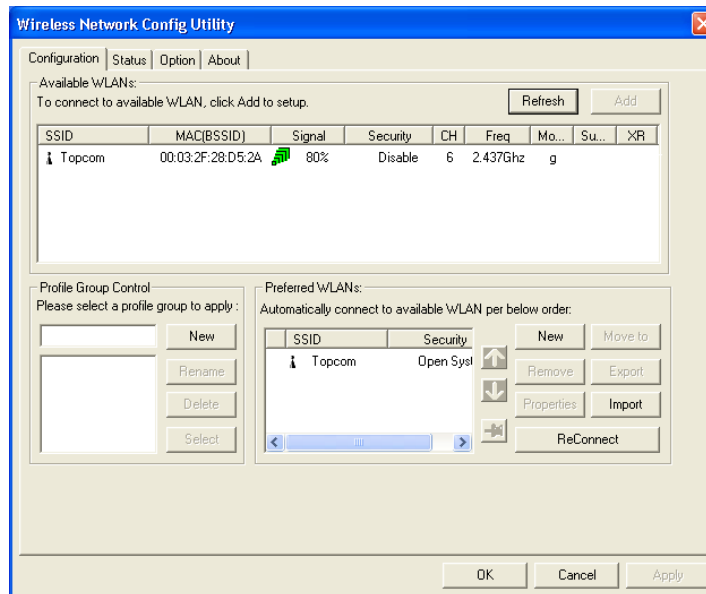 Wireless Network Config Utility
Configuration Status Option About
Available WLANs:
To connect to available WLAN, click Add to setup.
Refresh Add
SSID MAC(BSSID) Signal Security CH Freq Mo... Su... XR
Topcom 00:03:2F:28:D5:2A 80% Disable 6 2.437Ghz g
Profile Group Control
Please select a profile group to apply :
New
Rename
Delete
Select
Preferred WLANs:
Automatically connect to available WLAN per below order:
SSID Security
Topcom Open Syst
New Move to
Remove Export
Properties Import
ReConnect
OK Cancel Apply